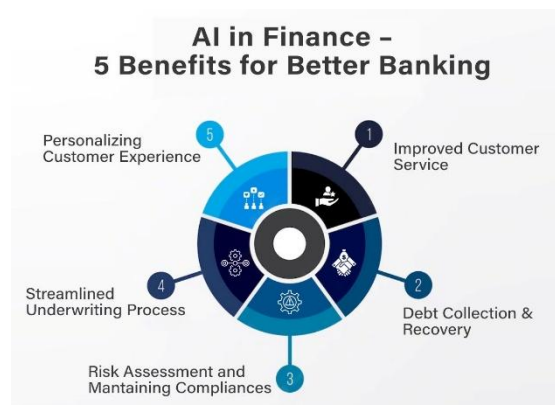 AI in Finance –
5 Benefits for Better Banking
1
Improved Customer
Service
2
Debt Collection &
Recovery
3
Risk Assessment and
Mantaining Compliances
4
Streamlined
Underwriting Process
5
Personalizing
Customer Experience